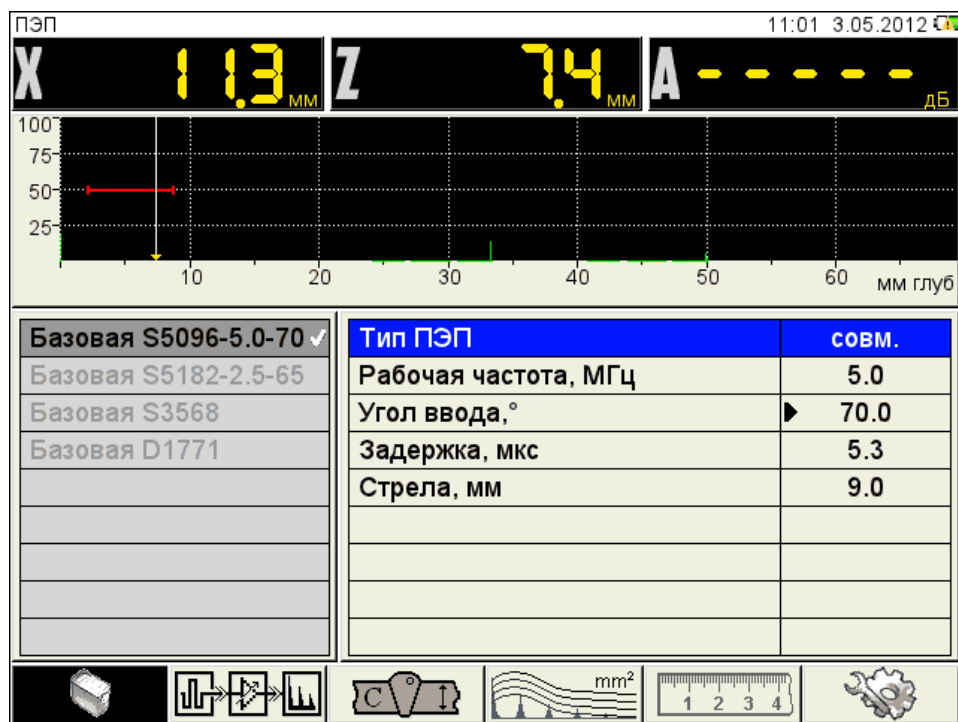 ПЭП 11:01 3.05.2012
X 11.3 мм Z 7.4 мм A - - - - - дБ
100
75
50
25
10 20 30 40 50 60 мм глуб
Базовая S5096-5.0-70 Тип ПЭП совм.
Базовая S5182-2.5-65 Рабочая частота, МГц 5.0
Базовая S3568 Угол ввода,° 70.0
Базовая D1771 Задержка, мкс 5.3
Стрела, мм 9.0
C mm² 1 2 3 4